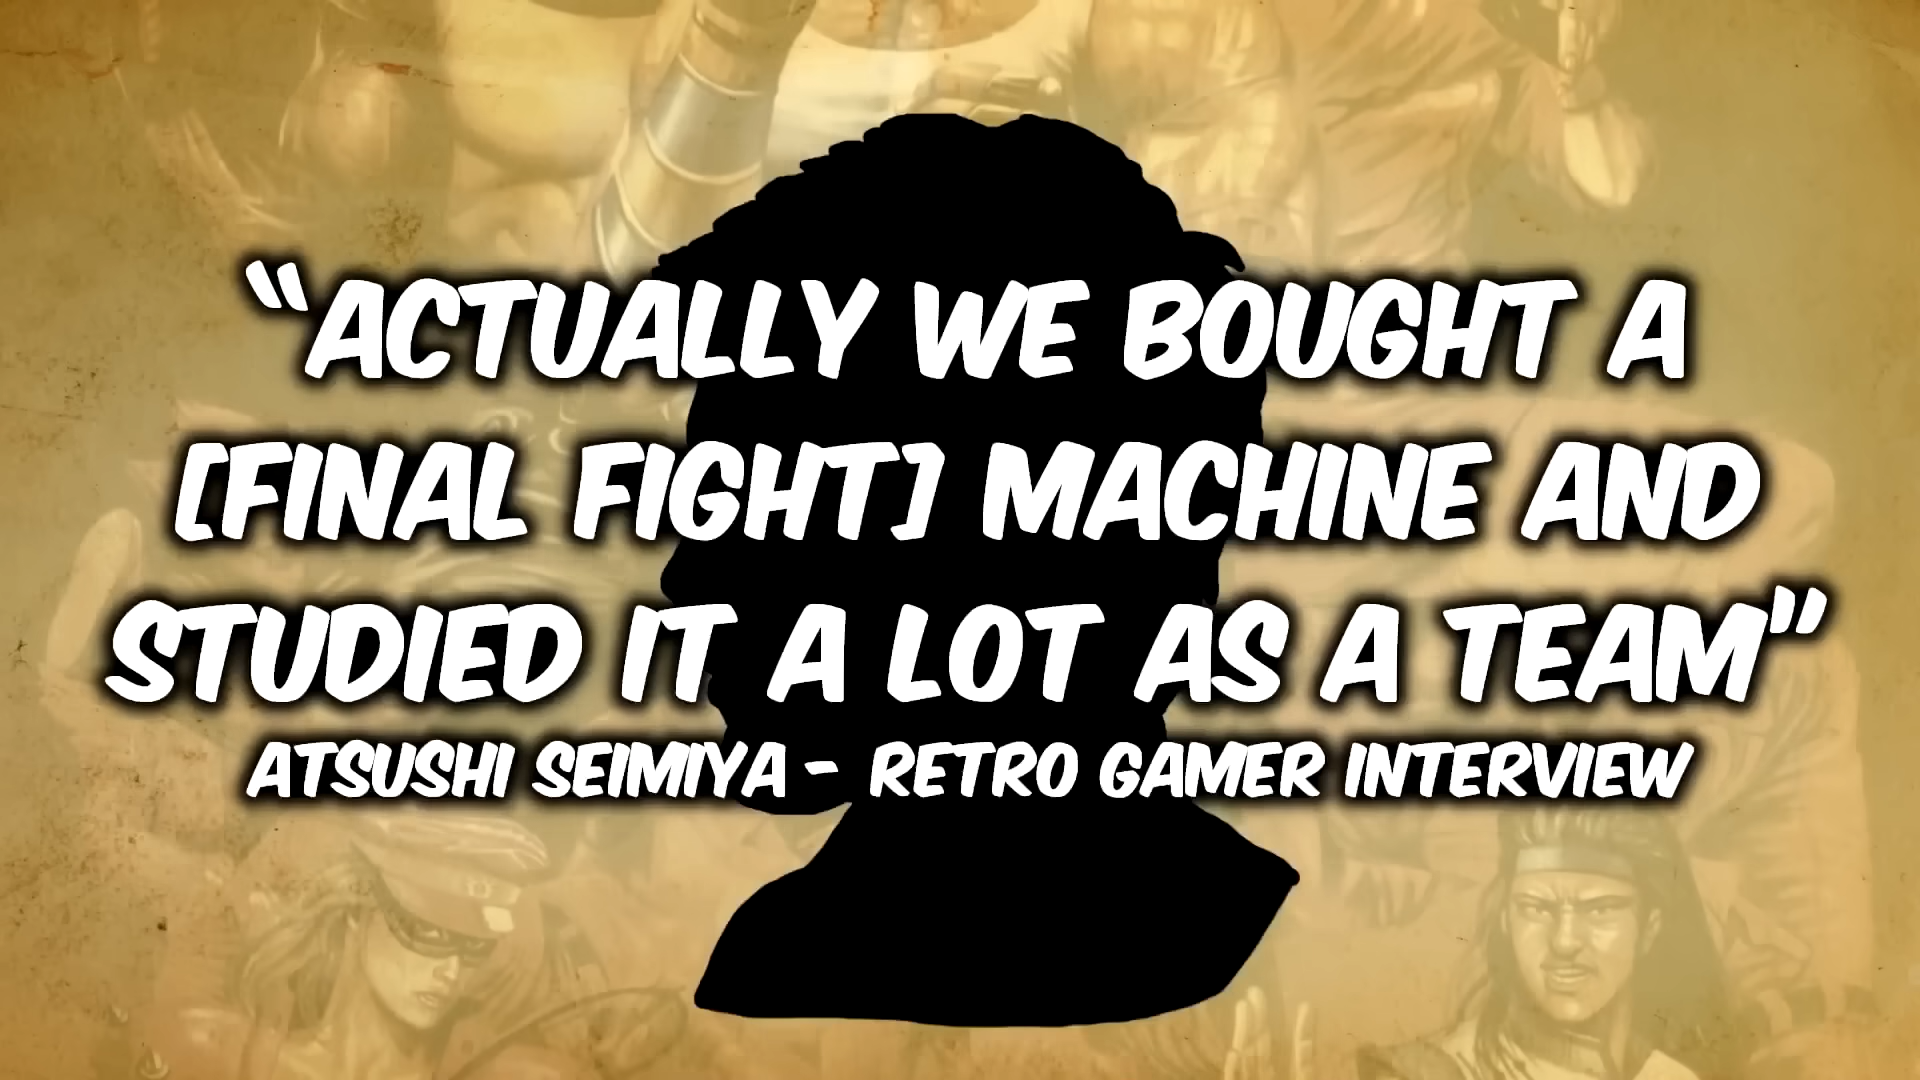 “ACTUALLY WE BOUGHT A
[FINAL FIGHT] MACHINE AND
STUDIED IT A LOT AS A TEAM”
ATSUSHI SEIMIYA - RETRO GAMER INTERVIEW